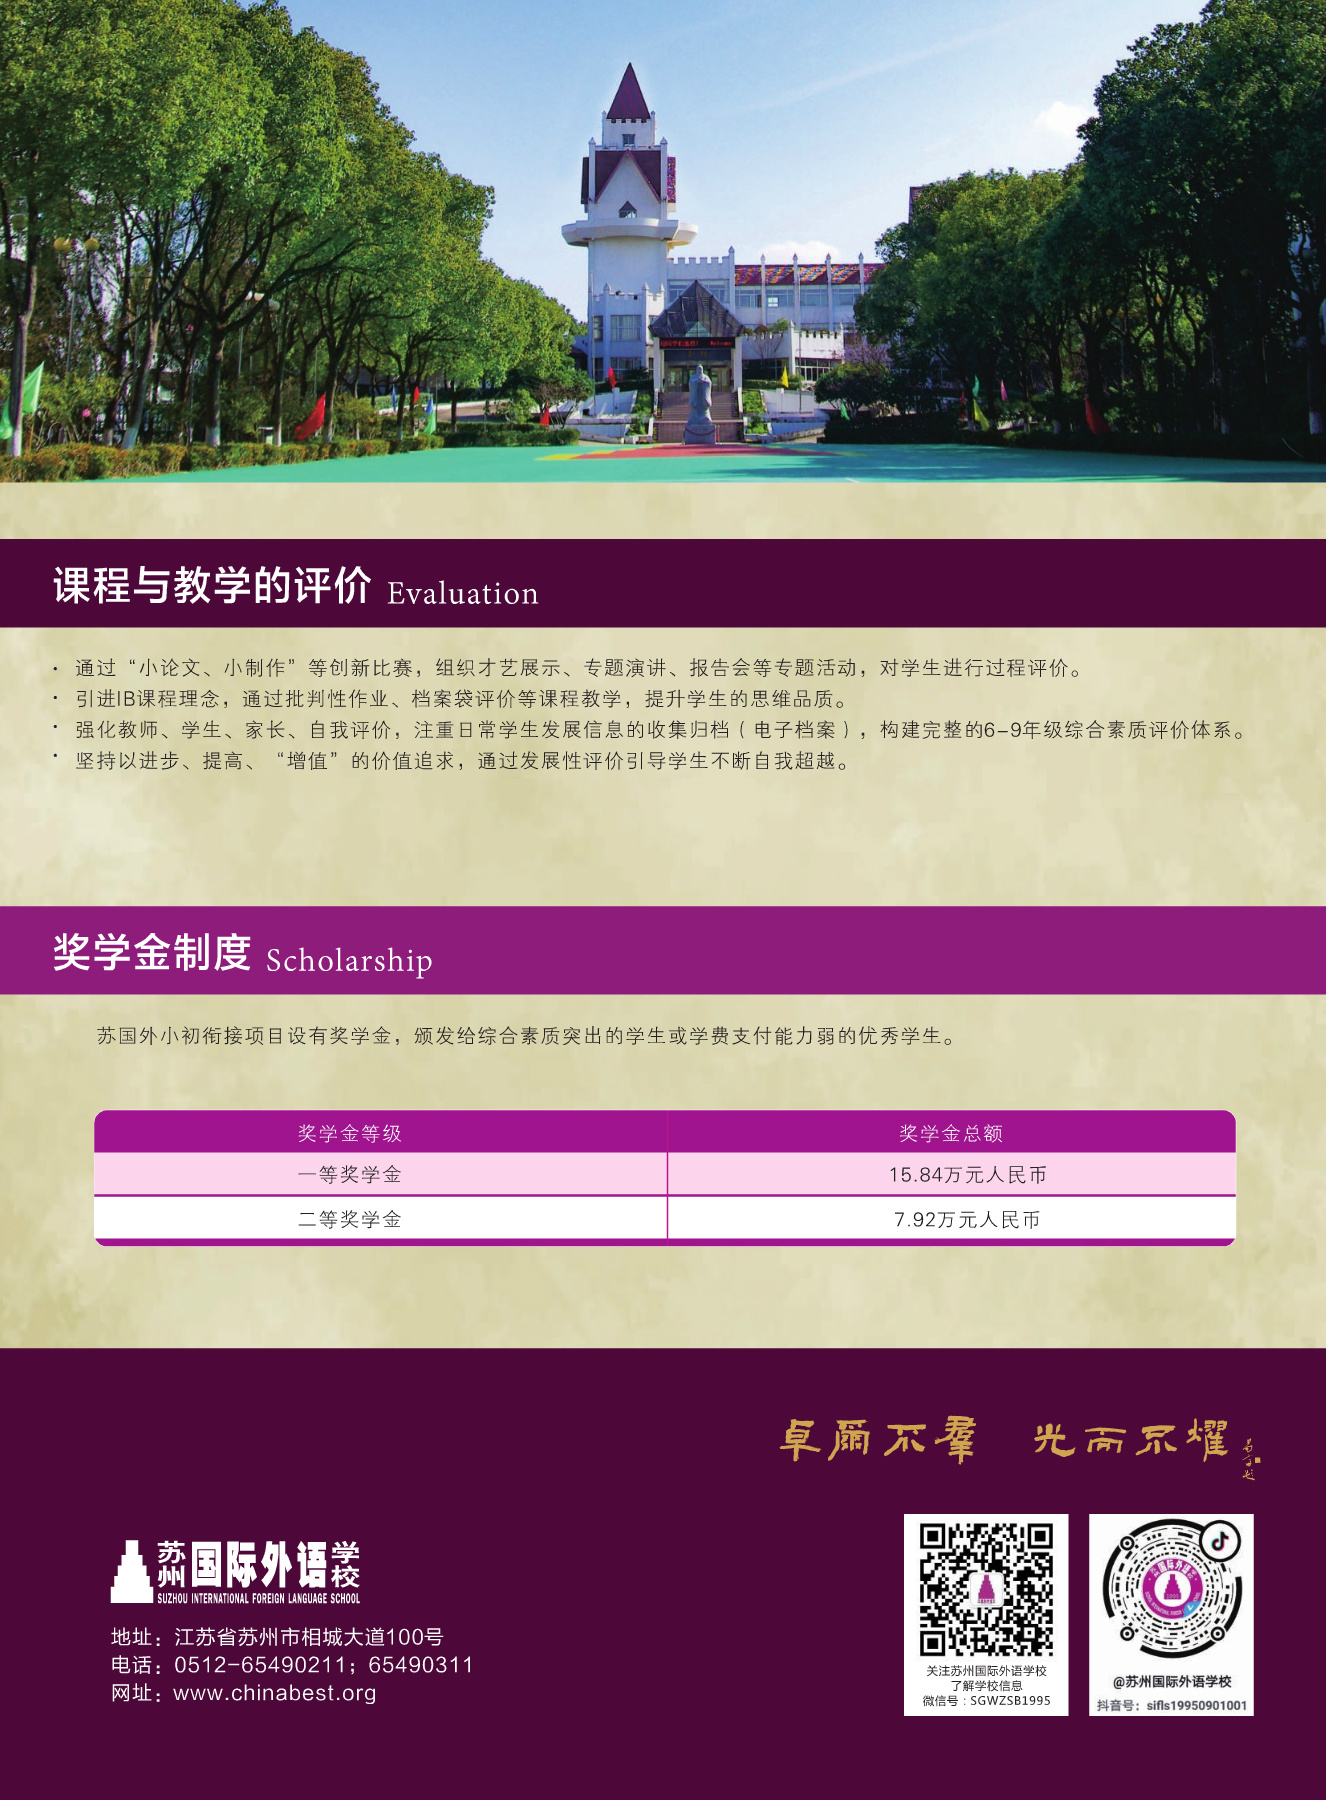 课程与教学的评价 Evaluation
· 通过“小论文、小制作”等创新比赛，组织才艺展示、专题演讲、报告会等专题活动，对学生进行过程评价。
· 引进IB课程理念，通过批判性作业、档案袋评价等课程教学，提升学生的思维品质。
· 强化教师、学生、家长、自我评价，注重日常学生发展信息的收集归档（电子档案），构建完整的6-9年级综合素质评价体系。
· 坚持以进步、提高、“增值”的价值追求，通过发展性评价引导学生不断自我超越。
奖学金制度 Scholarship
苏国外小初衔接项目设有奖学金，颁发给综合素质突出的学生或学费支付能力弱的优秀学生。
奖学金等级 奖学金总额
一等奖学金 15.84万元人民币
二等奖学金 7.92万元人民币
卓爾不羣 光而不燿
苏州国际外语学校
SUZHOU INTERNATIONAL FOREIGN LANGUAGE SCHOOL
地址：江苏省苏州市相城大道100号
电话：0512-65490211；65490311
网址：www.chinabest.org
关注苏州国际外语学校
了解学校信息
微信号：SGWZSB1995
@苏州国际外语学校
抖音号：sifls19950901001